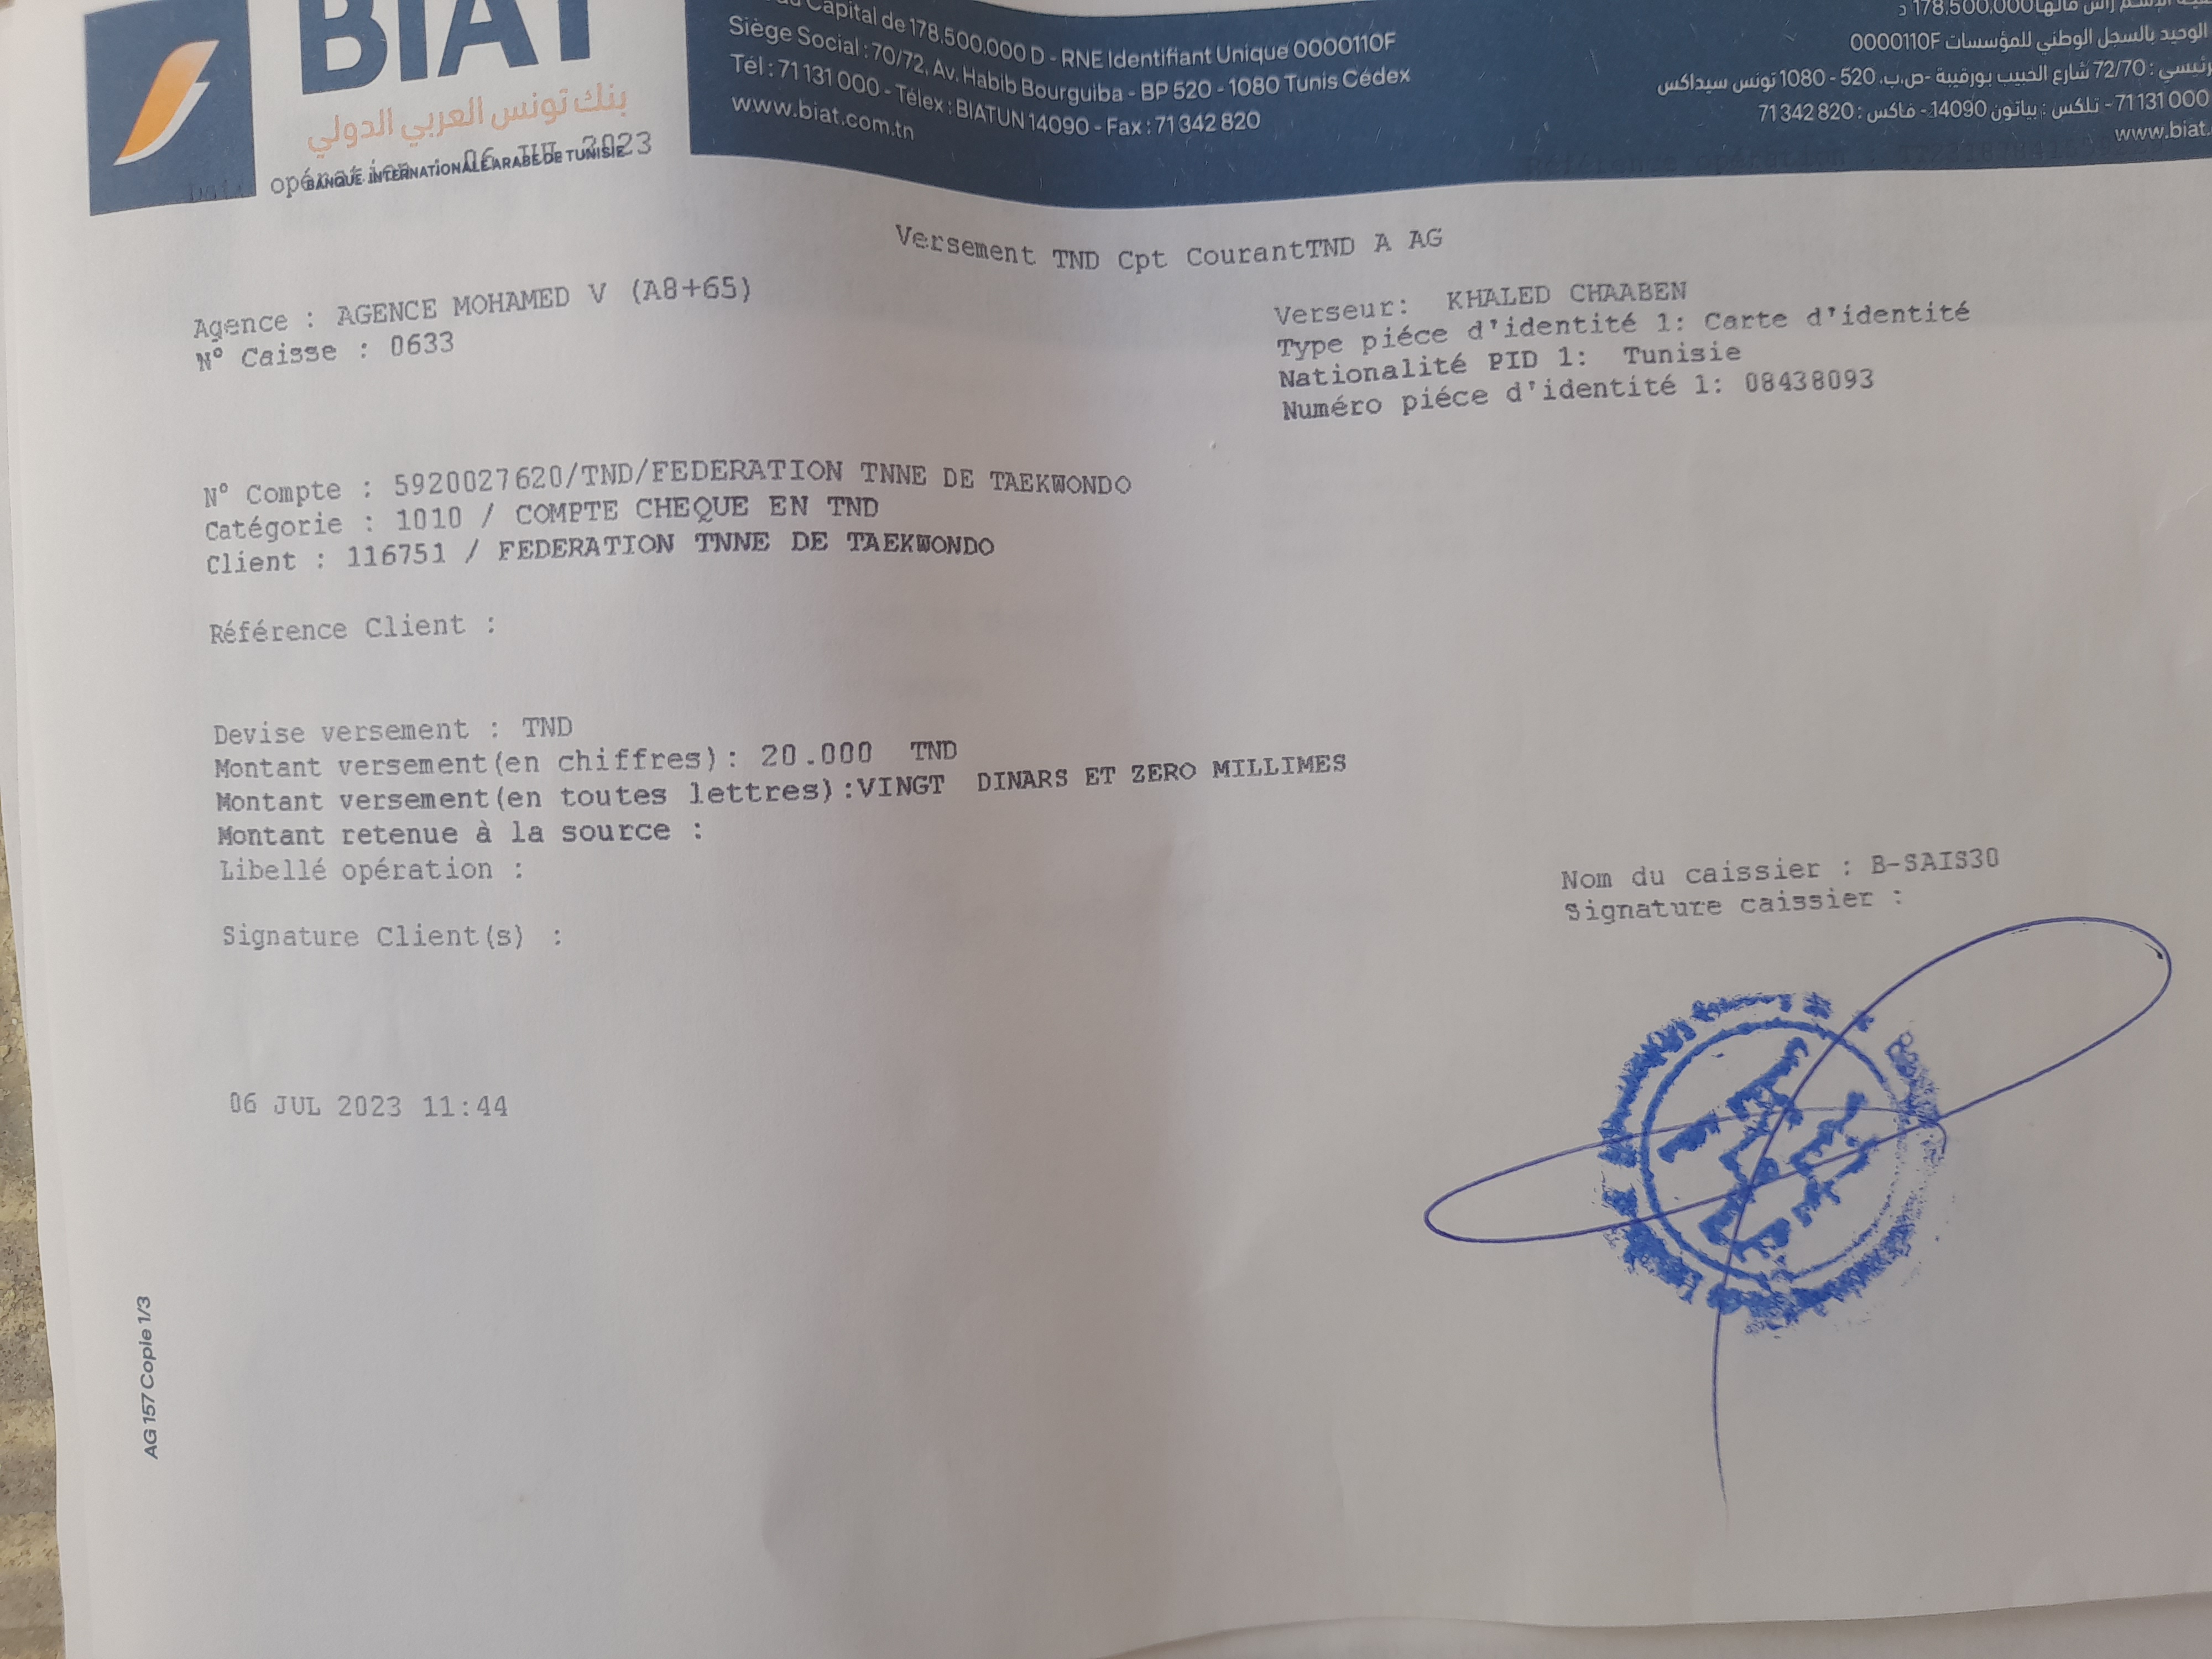 BIAT
بنك تونس العربي الدولي
BANQUE INTERNATIONALE ARABE DE TUNISIE
opération : 06 JUL 2023
Capital de 178.500.000 D - RNE Identifiant Unique 0000110F
Siège Social : 70/72, Av. Habib Bourguiba - BP 520 - 1080 Tunis Cédex
Tél : 71 131 000 - Télex : BIATUN 14090 - Fax : 71 342 820
www.biat.com.tn
رأس مالها 178.500.000 د
الوحيد بالسجل الوطني للمؤسسات 0000110F
72/70 شارع الحبيب بورقيبة -ص.ب. 520 - 1080 تونس سيداكس
71 131 000 - تلكس : بياتون 14090 - فاكس : 71 342 820
www.biat.
Versement TND Cpt CourantTND A AG
Agence : AGENCE MOHAMED V (A8+65)
N° Caisse : 0633
Verseur: KHALED CHAABEN
Type piéce d'identité 1: Carte d'identité
Nationalité PID 1: Tunisie
Numéro piéce d'identité 1: 08438093
N° Compte : 5920027620/TND/FEDERATION TNNE DE TAEKWONDO
Catégorie : 1010 / COMPTE CHEQUE EN TND
Client : 116751 / FEDERATION TNNE DE TAEKWONDO
Référence Client :
Devise versement : TND
Montant versement(en chiffres): 20.000 TND
Montant versement(en toutes lettres):VINGT DINARS ET ZERO MILLIMES
Montant retenue à la source :
Libellé opération :
Nom du caissier : B-SAIS30
Signature caissier :
Signature Client(s) :
06 JUL 2023 11:44
AG 157 Copie 1/3